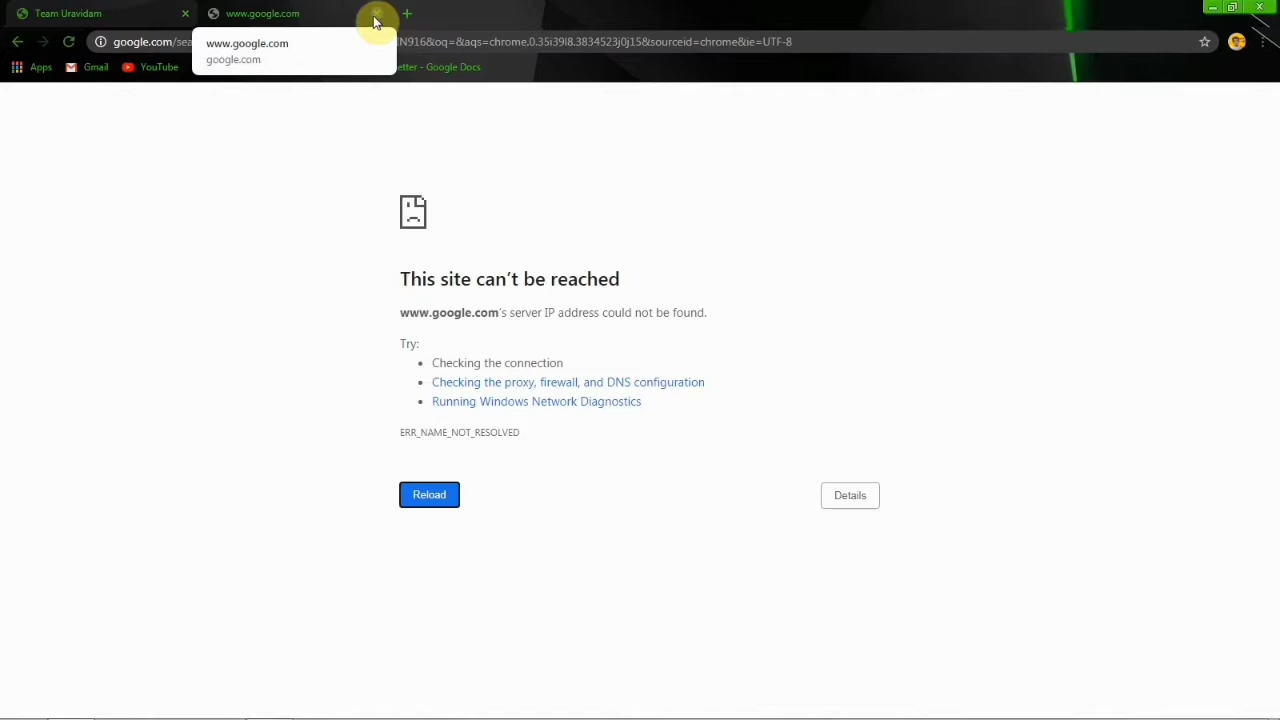 Team Uravidam
www.google.com
google.com/sea
N916&oq=&aqs=chrome.0.35i39l8.3834523j0j15&sourceid=chrome&ie=UTF-8
www.google.com
google.com
Apps
Gmail
YouTube
etter - Google Docs
This site can't be reached
www.google.com's server IP address could not be found.
Try:
• Checking the connection
• Checking the proxy, firewall, and DNS configuration
• Running Windows Network Diagnostics
ERR_NAME_NOT_RESOLVED
Reload
Details